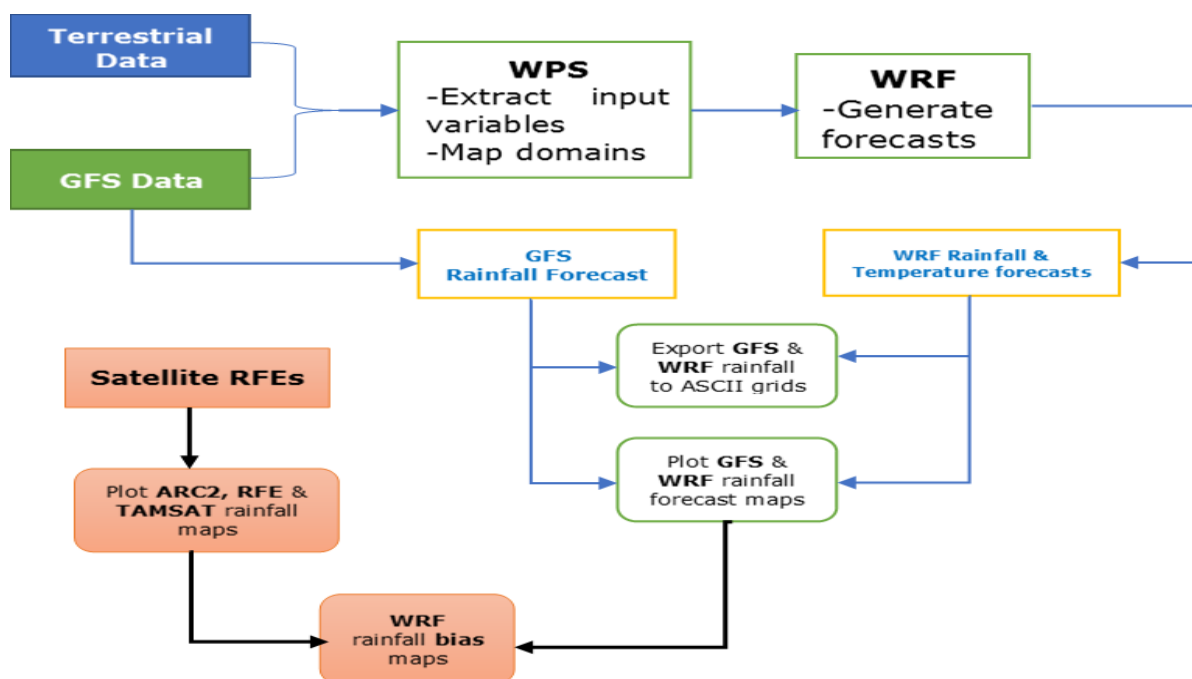 Terrestrial
Data
WPS
-Extract input
variables
-Map domains
WRF
-Generate
forecasts
GFS Data
GFS
Rainfall Forecast
WRF Rainfall &
Temperature forecasts
Export GFS &
WRF rainfall
to ASCII grids
Satellite RFEs
Plot GFS &
WRF rainfall
forecast maps
Plot ARC2, RFE &
TAMSAT rainfall
maps
WRF
rainfall bias
maps